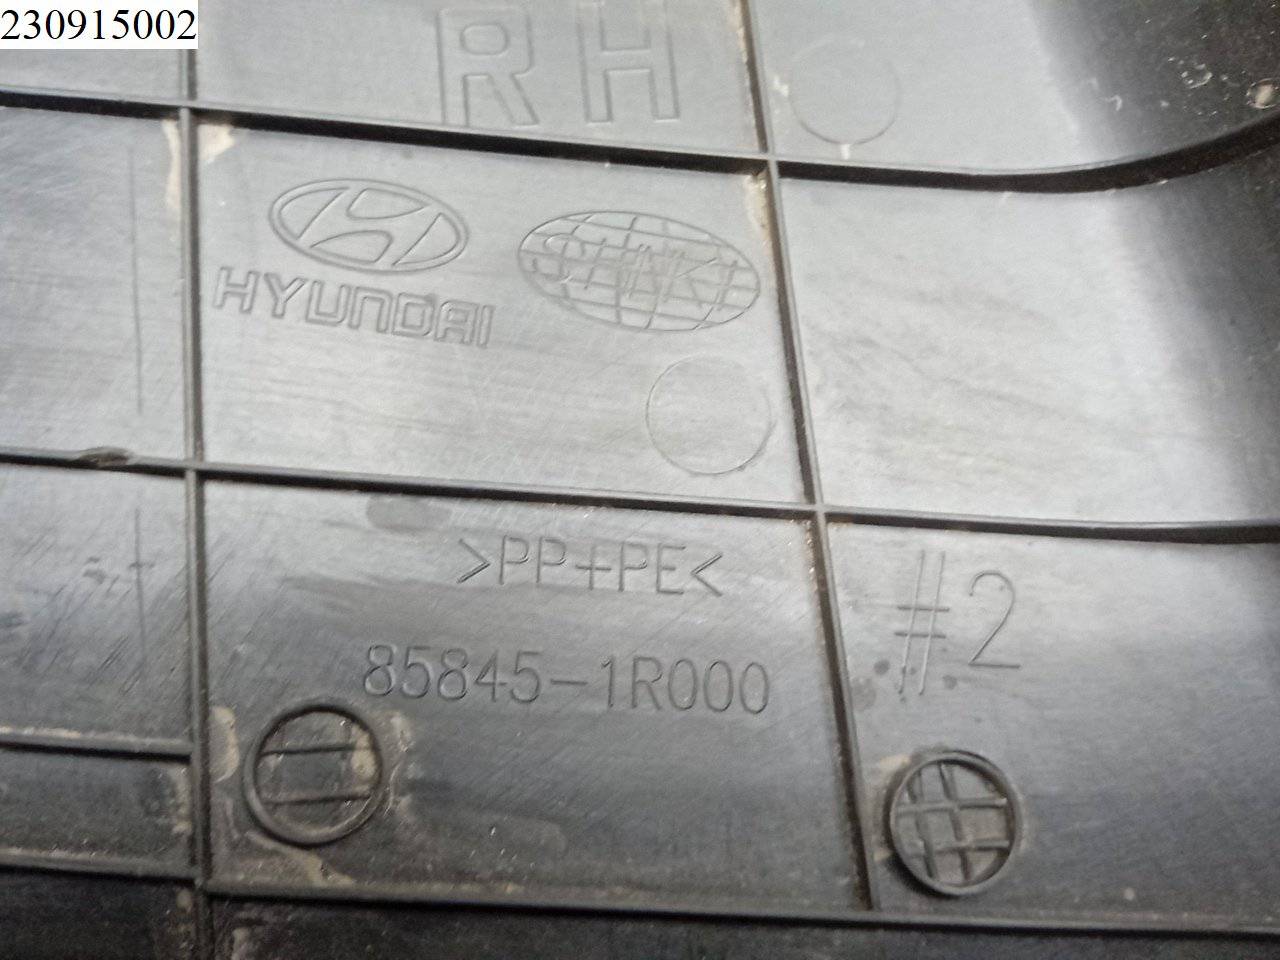 230915002
RH
HYUNDAI
>PP+PE<
85845-1R000
#2